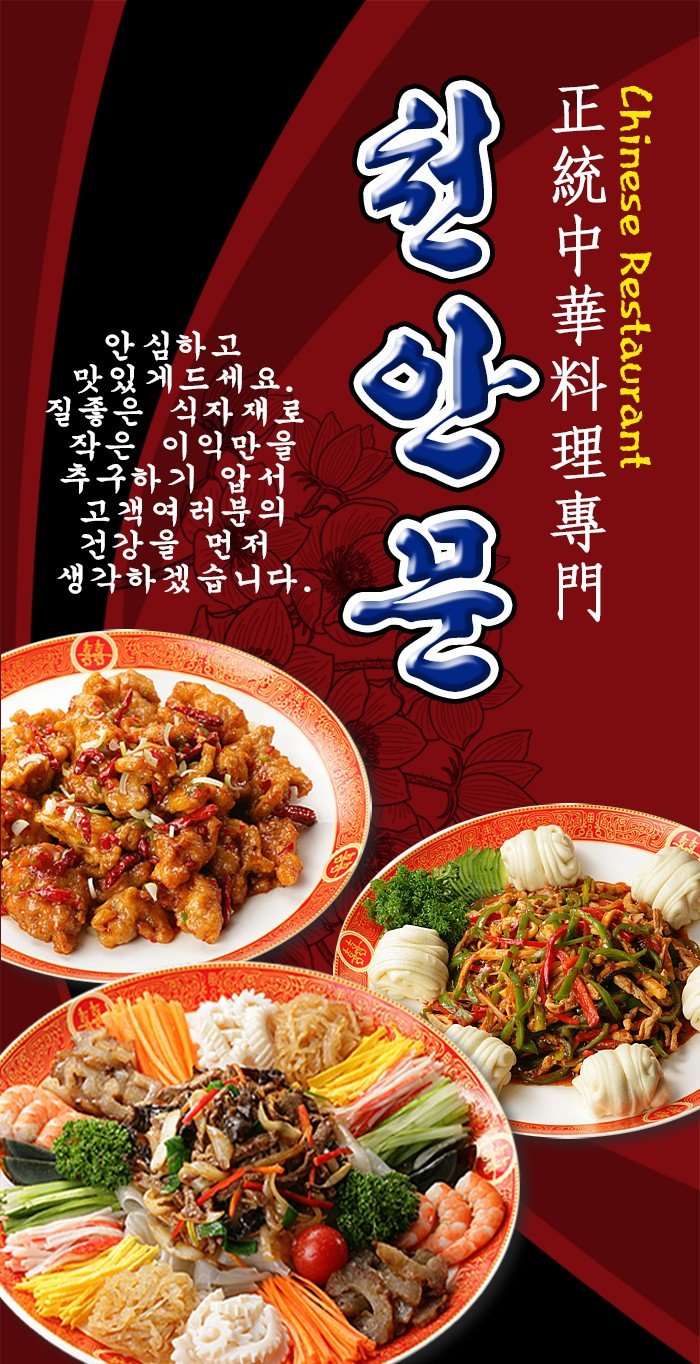 Chinese Restaurant
正統中華料理專門
천안문
안심하고
맛있게드세요.
질좋은 식자재로
작은 이익만을
추구하기 압서
고객여러분의
건강을 먼저
생각하겠습니다.